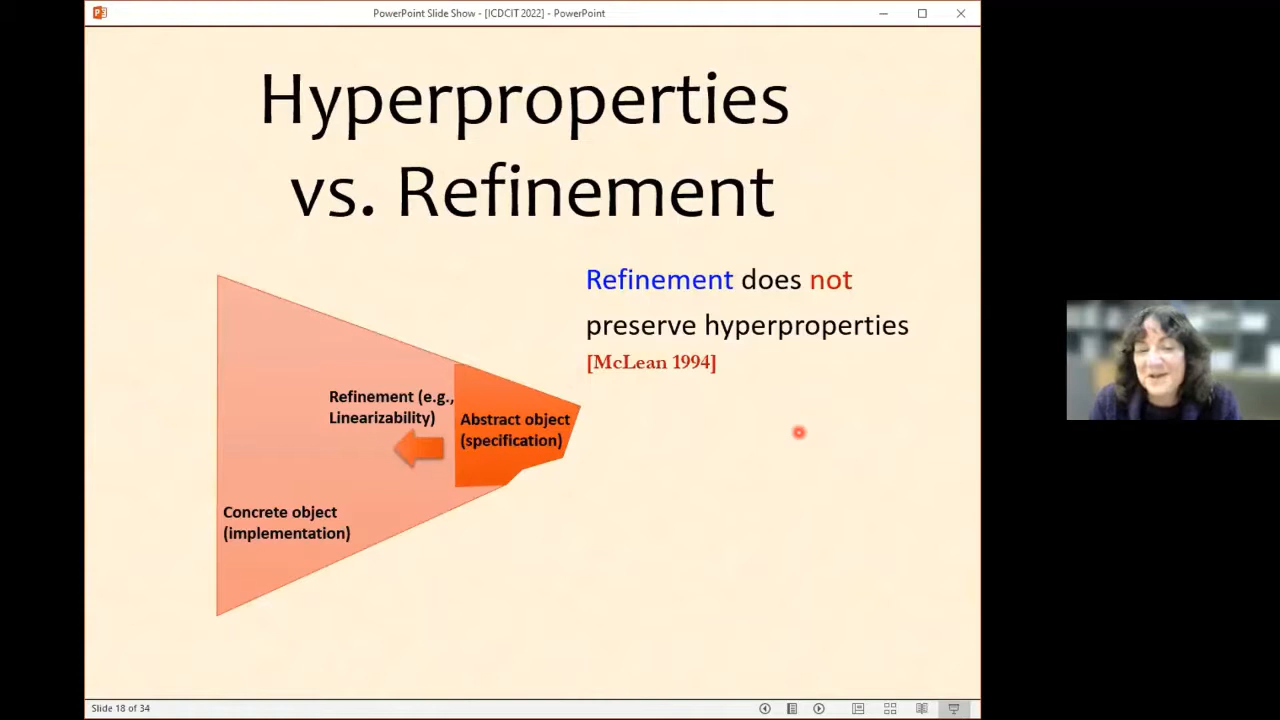 PowerPoint Slide Show - [ICDCIT 2022] - PowerPoint
Hyperproperties
vs. Refinement
Refinement does not
preserve hyperproperties
[McLean 1994]
Refinement (e.g.,
Linearizability)
Abstract object
(specification)
Concrete object
(implementation)
Slide 18 of 34